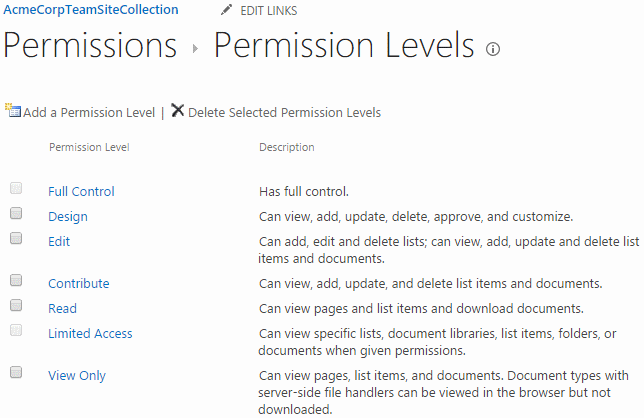 AcmeCorpTeamSiteCollection EDIT LINKS
Permissions Permission Levels
Add a Permission Level | Delete Selected Permission Levels
Permission Level Description
Full Control Has full control.
Design Can view, add, update, delete, approve, and customize.
Edit Can add, edit and delete lists; can view, add, update and delete list
items and documents.
Contribute Can view, add, update, and delete list items and documents.
Read Can view pages and list items and download documents.
Limited Access Can view specific lists, document libraries, list items, folders, or
documents when given permissions.
View Only Can view pages, list items, and documents. Document types with
server-side file handlers can be viewed in the browser but not
downloaded.